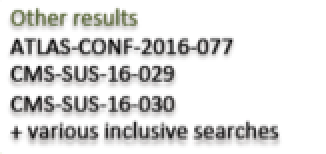 Other results
ATLAS-CONF-2016-077
CMS-SUS-16-029
CMS-SUS-16-030
+ various inclusive searches